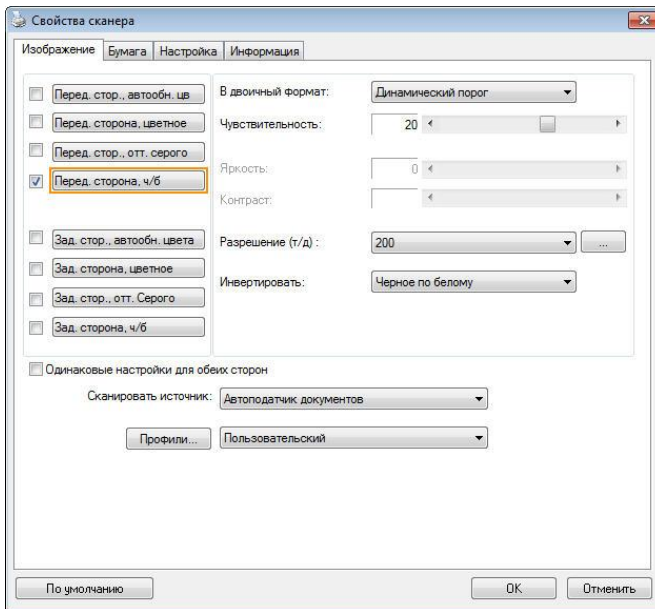 Свойства сканера
Изображение Бумага Настройка Информация
Перед. стор., автообн. цв
Перед. сторона, цветное
Перед. стор., отт. серого
Перед. сторона, ч/б
Зад. стор., автообн. цвета
Зад. сторона, цветное
Зад. стор., отт. Серого
Зад. сторона, ч/б
В двоичный формат: Динамический порог
Чувствительность: 20
Яркость: 0
Контраст:
Разрешение (т/д) : 200 ...
Инвертировать: Черное по белому
Одинаковые настройки для обеих сторон
Сканировать источник: Автоподатчик документов
Профили... Пользовательский
По умолчанию OK Отменить